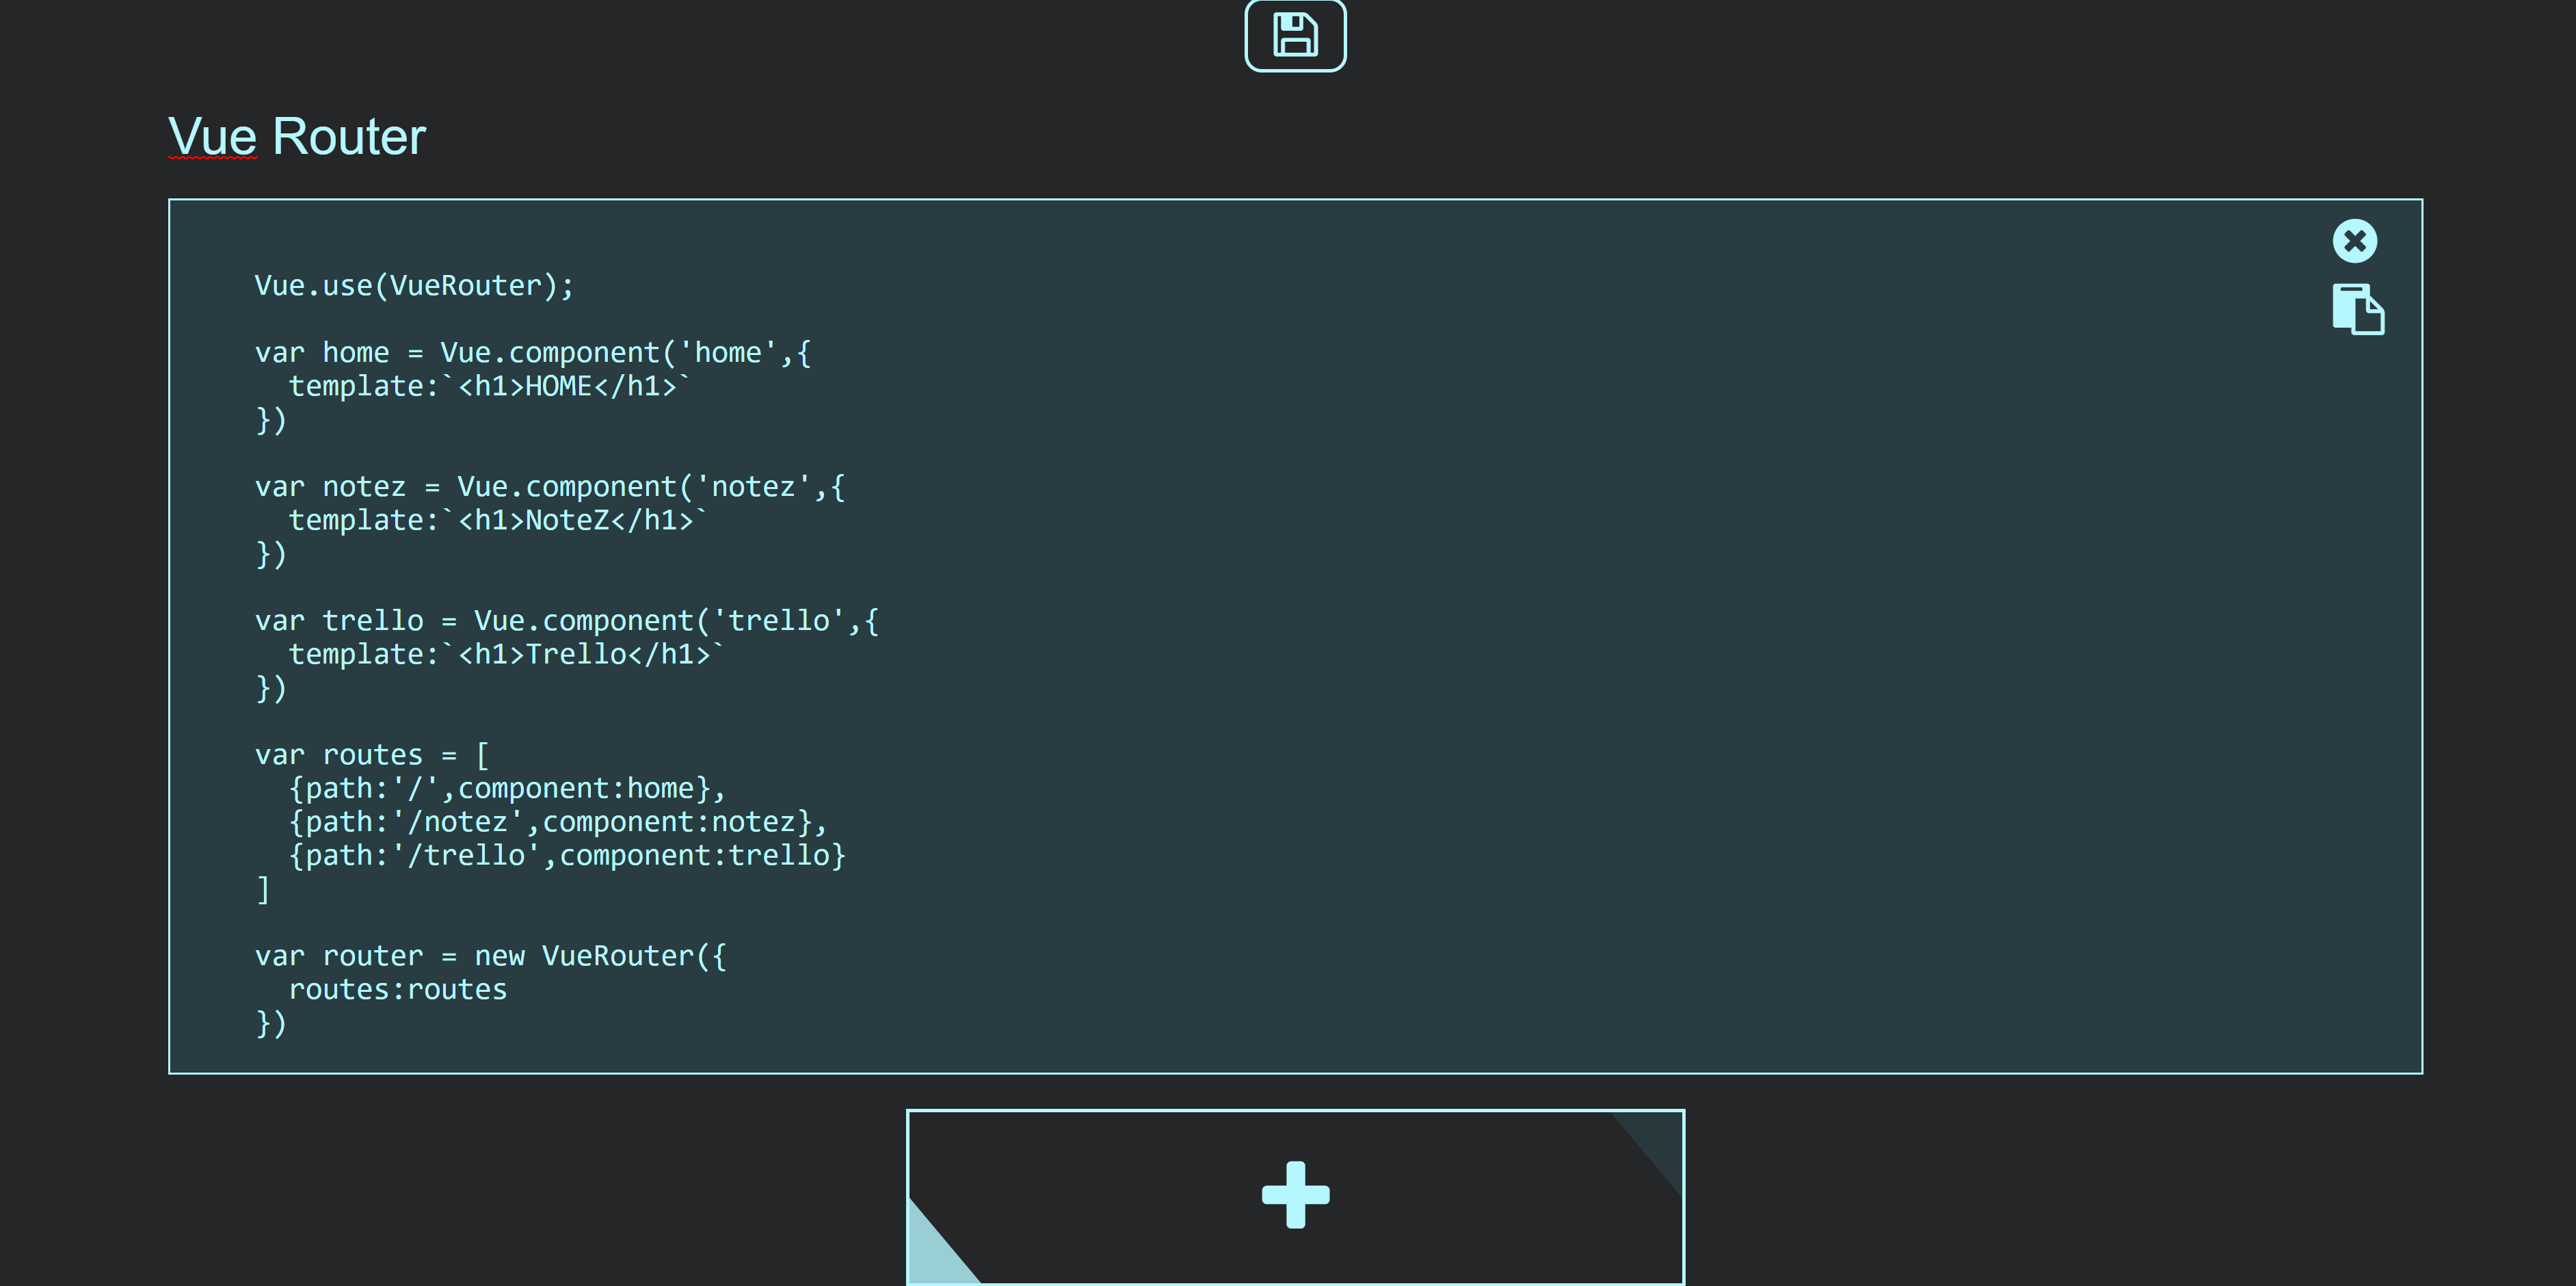 Vue Router
Vue.use(VueRouter);
var home = Vue.component('home',{
  template:`<h1>HOME</h1>`
})
var notez = Vue.component('notez',{
  template:`<h1>NoteZ</h1>`
})
var trello = Vue.component('trello',{
  template:`<h1>Trello</h1>`
})
var routes = [
  {path:'/',component:home},
  {path:'/notez',component:notez},
  {path:'/trello',component:trello}
]
var router = new VueRouter({
  routes:routes
})